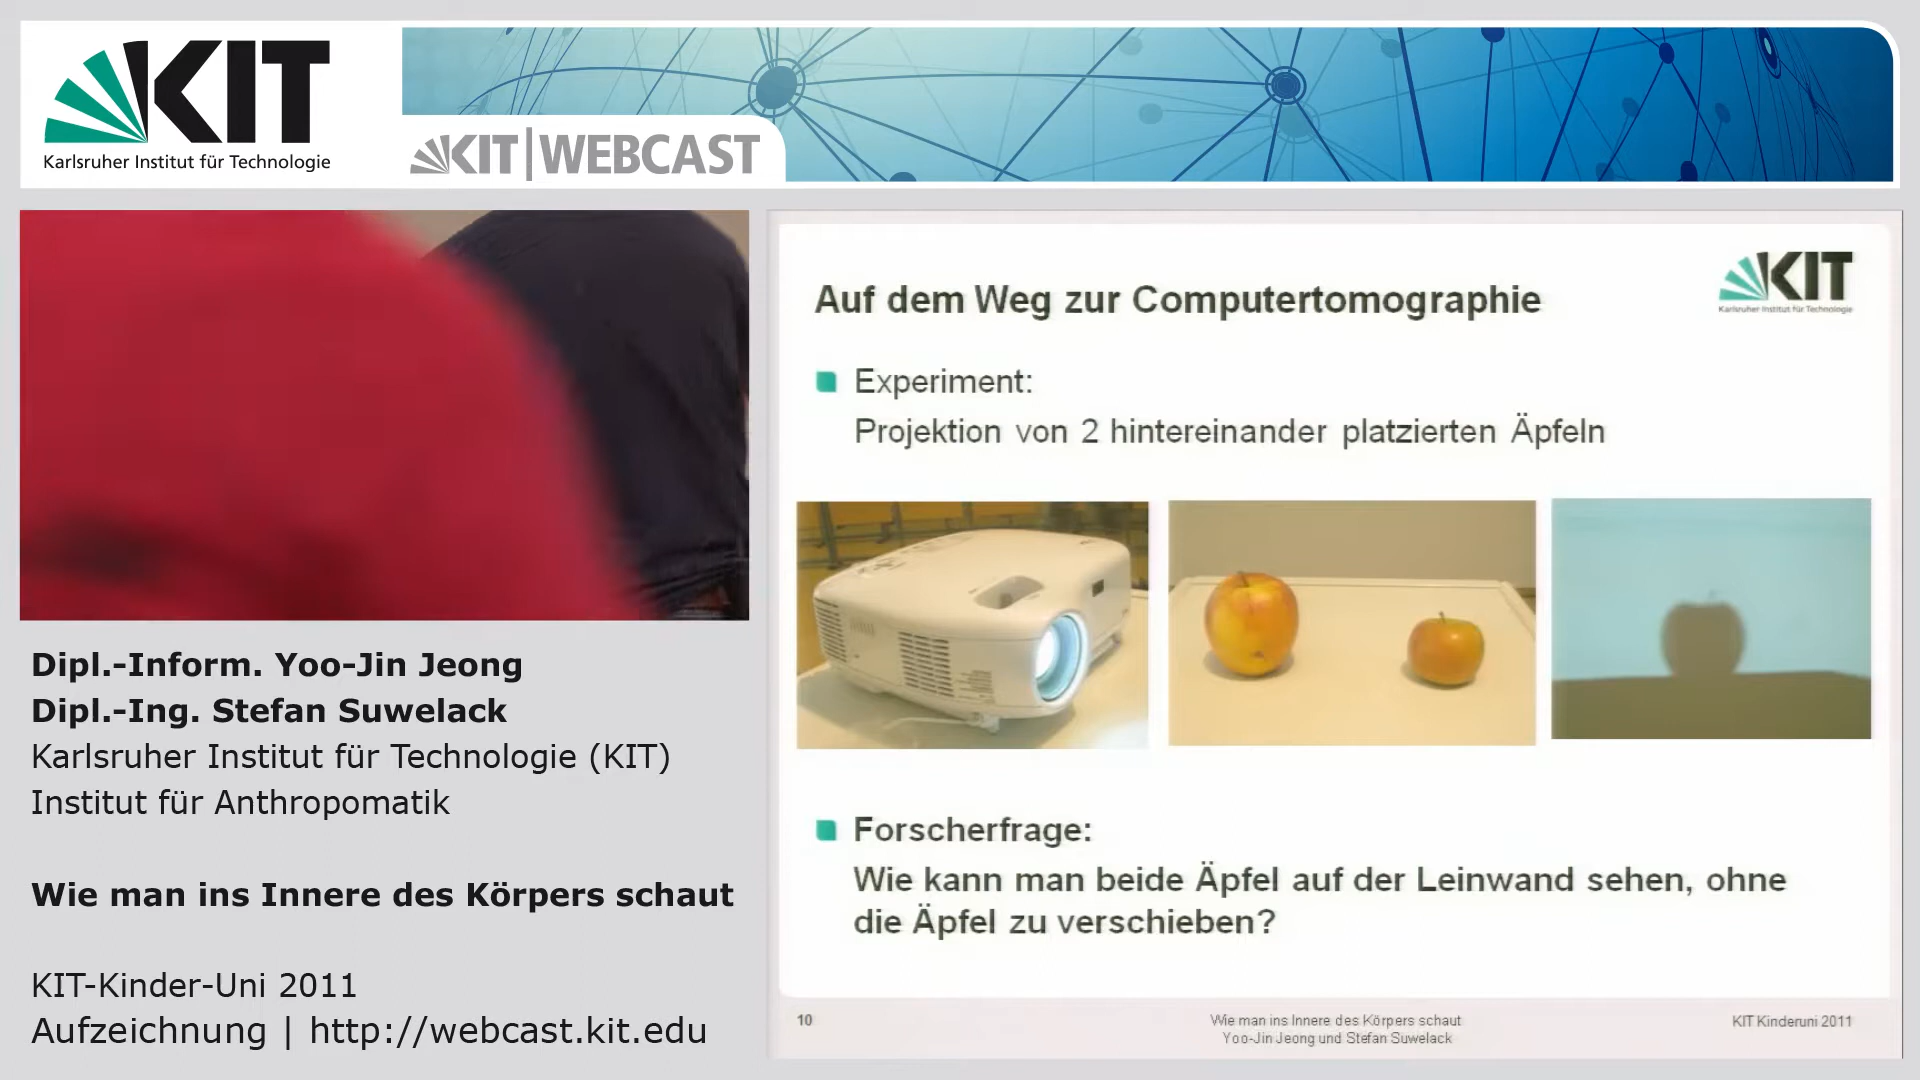 KIT
Karlsruher Institut für Technologie
KIT|WEBCAST
Dipl.-Inform. Yoo-Jin Jeong
Dipl.-Ing. Stefan Suwelack
Karlsruher Institut für Technologie (KIT)
Institut für Anthropomatik
Wie man ins Innere des Körpers schaut
KIT-Kinder-Uni 2011
Aufzeichnung | http://webcast.kit.edu
KIT
Karlsruher Institut für Technologie
Auf dem Weg zur Computertomographie
Experiment:
Projektion von 2 hintereinander platzierten Äpfeln
Forscherfrage:
Wie kann man beide Äpfel auf der Leinwand sehen, ohne
die Äpfel zu verschieben?
10
Wie man ins Innere des Körpers schaut
Yoo-Jin Jeong und Stefan Suwelack
KIT Kinderuni 2011